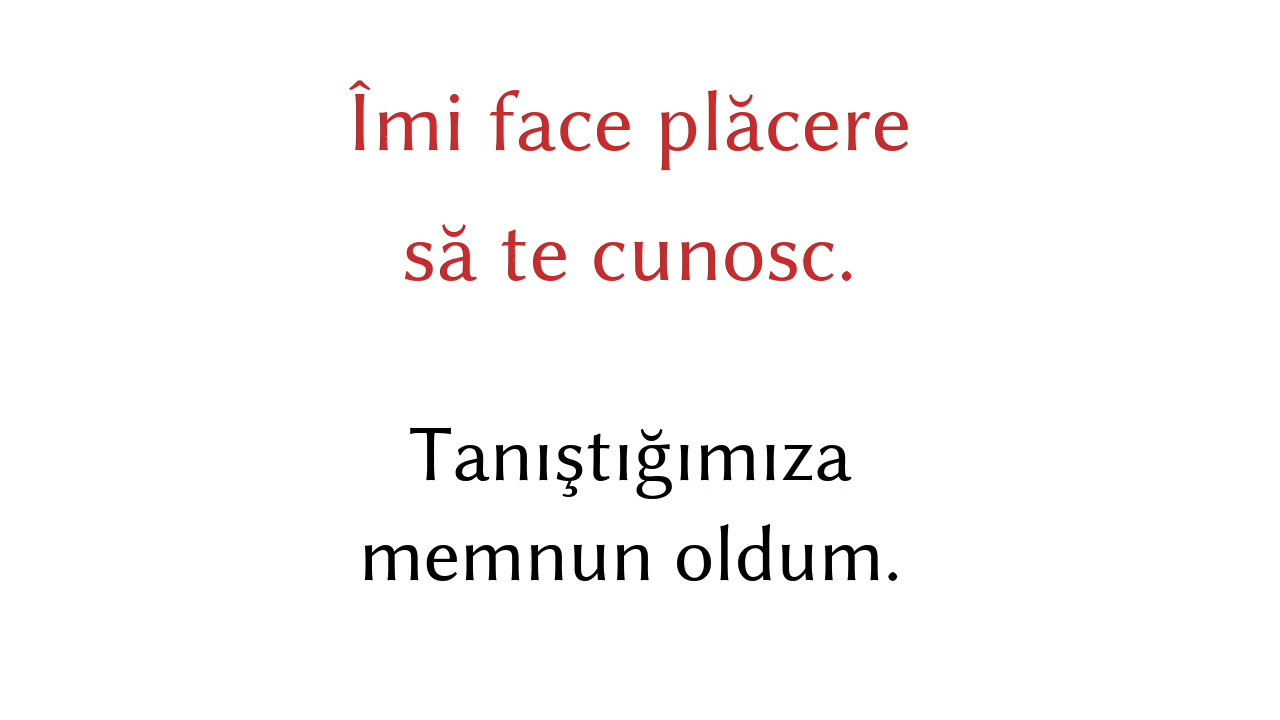 Îmi face plăcere
să te cunosc.
Tanıştığımıza
memnun oldum.